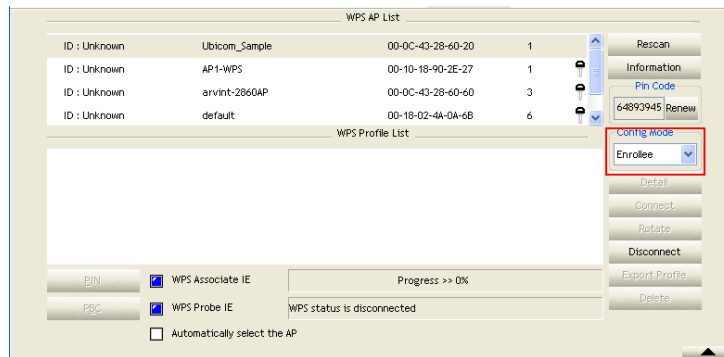 WPS AP List
ID : Unknown Ubicom_Sample 00-0C-43-28-60-20 1
ID : Unknown AP1-WPS 00-10-18-90-2E-27 1
ID : Unknown arvint-2860AP 00-0C-43-28-60-60 3
ID : Unknown default 00-18-02-4A-0A-6B 6
Rescan
Information
Pin Code
64893945 Renew
Config Mode
Enrollee
WPS Profile List
Detail
Connect
Rotate
Disconnect
Export Profile
Delete
PIN WPS Associate IE Progress >> 0%
PBC WPS Probe IE WPS status is disconnected
Automatically select the AP